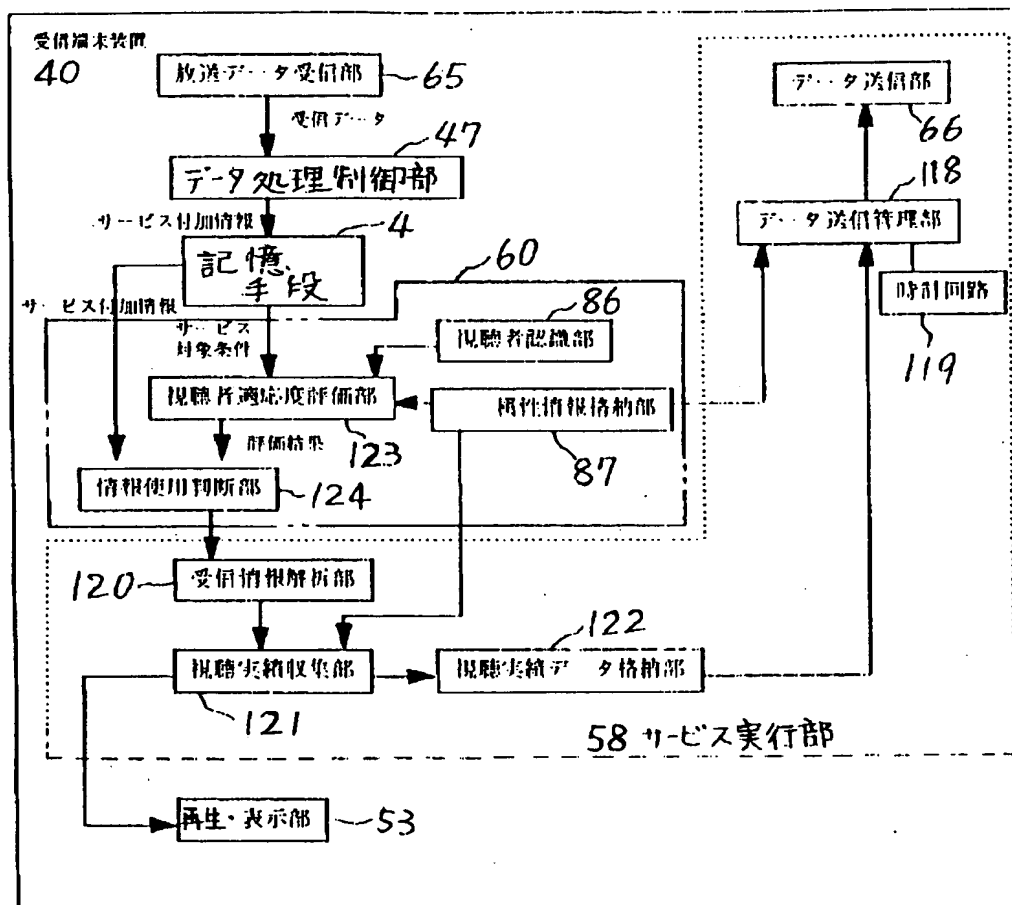 受信端末装置
40
放送データ受信部
65
受信データ
47
データ処理制御部
サービス付加情報
4
記憶手段
60
サービス付加情報
サービス
対象条件
86
視聴者認識部
視聴者適応度評価部
123
属性情報格納部
87
評価結果
情報使用判断部
124
データ送信部
66
118
データ送信管理部
時計回路
119
120
受信情報解析部
122
視聴実績収集部
視聴実績データ格納部
121
58 サービス実行部
再生・表示部
53